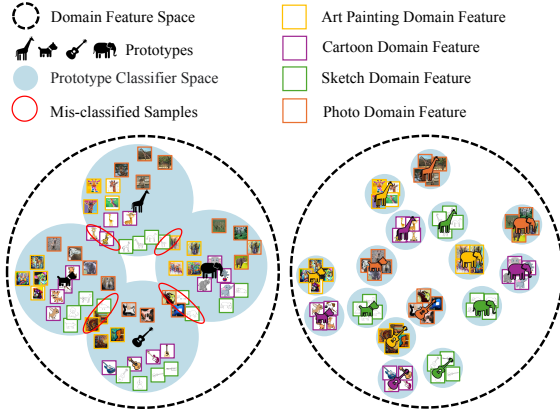 Domain Feature Space
Prototypes
Prototype Classifier Space
Mis-classified Samples
Art Painting Domain Feature
Cartoon Domain Feature
Sketch Domain Feature
Photo Domain Feature